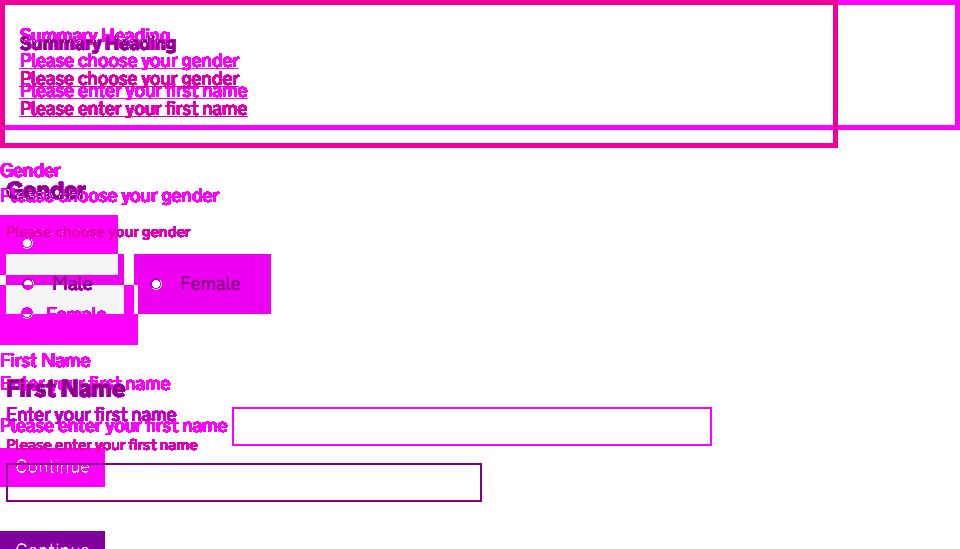 Summary Heading
Summary Heading
Please choose your gender
Please choose your gender
Please enter your first name
Please enter your first name
Gender
Gender
Please choose your gender
Please choose your gender
Male Female
Female
First Name
Enter your first name
First Name
Enter your first name
Please enter your first name
Please enter your first name
Continue
Continue